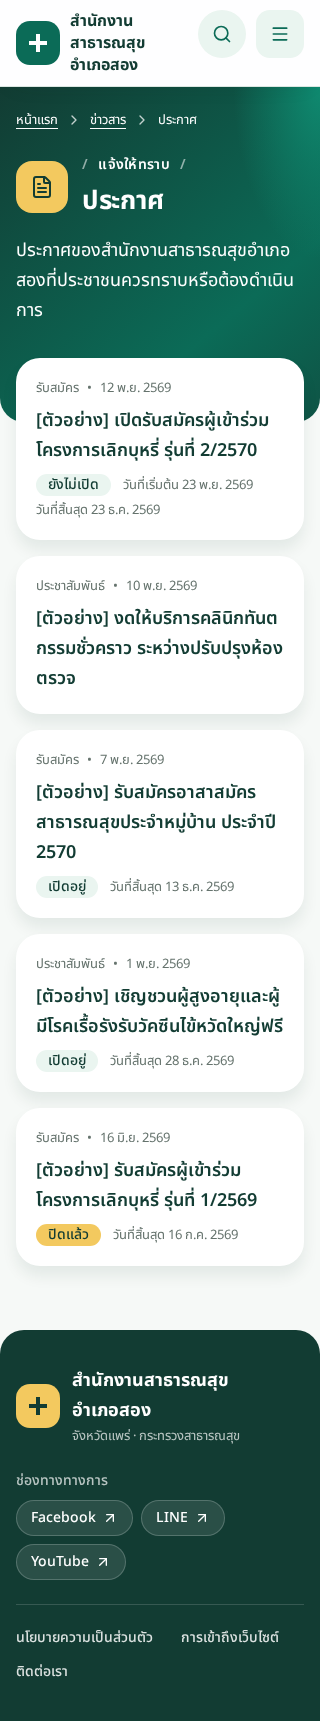 สำนักงาน
สาธารณสุข
อำเภอสอง
หน้าแรก > ข่าวสาร > ประกาศ
/ แจ้งให้ทราบ /
ประกาศ
ประกาศของสำนักงานสาธารณสุขอำเภอ
สองที่ประชาชนควรทราบหรือต้องดำเนิน
การ
รับสมัคร • 12 พ.ย. 2569
[ตัวอย่าง] เปิดรับสมัครผู้เข้าร่วม
โครงการเลิกบุหรี่ รุ่นที่ 2/2570
ยังไม่เปิด วันที่เริ่มต้น 23 พ.ย. 2569
วันที่สิ้นสุด 23 ธ.ค. 2569
ประชาสัมพันธ์ • 10 พ.ย. 2569
[ตัวอย่าง] งดให้บริการคลินิกทันต
กรรมชั่วคราว ระหว่างปรับปรุงห้อง
ตรวจ
รับสมัคร • 7 พ.ย. 2569
[ตัวอย่าง] รับสมัครอาสาสมัคร
สาธารณสุขประจำหมู่บ้าน ประจำปี
2570
เปิดอยู่ วันที่สิ้นสุด 13 ธ.ค. 2569
ประชาสัมพันธ์ • 1 พ.ย. 2569
[ตัวอย่าง] เชิญชวนผู้สูงอายุและผู้
มีโรคเรื้อรังรับวัคซีนไข้หวัดใหญ่ฟรี
เปิดอยู่ วันที่สิ้นสุด 28 ธ.ค. 2569
รับสมัคร • 16 มิ.ย. 2569
[ตัวอย่าง] รับสมัครผู้เข้าร่วม
โครงการเลิกบุหรี่ รุ่นที่ 1/2569
ปิดแล้ว วันที่สิ้นสุด 16 ก.ค. 2569
สำนักงานสาธารณสุข
อำเภอสอง
จังหวัดแพร่ · กระทรวงสาธารณสุข
ช่องทางทางการ
Facebook LINE
YouTube
นโยบายความเป็นส่วนตัว การเข้าถึงเว็บไซต์
ติดต่อเรา